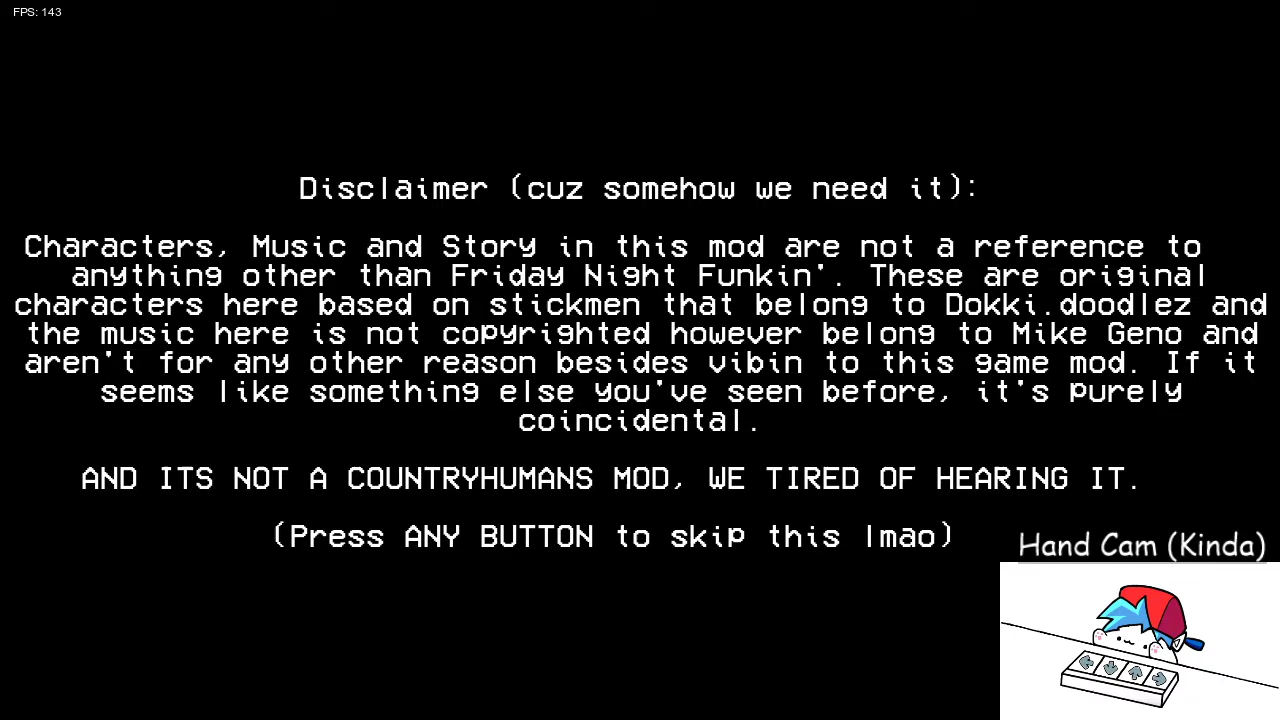 FPS: 143
Disclaimer (cuz somehow we need it):
Characters, Music and Story in this mod are not a reference to
anything other than Friday Night Funkin'. These are original
characters here based on stickmen that belong to Dokki.doodlez and
the music here is not copyrighted however belong to Mike Geno and
aren't for any other reason besides vibin to this game mod. If it
seems like something else you've seen before, it's purely
coincidental.
AND ITS NOT A COUNTRYHUMANS MOD, WE TIRED OF HEARING IT.
(Press ANY BUTTON to skip this lmao)
Hand Cam (Kinda)